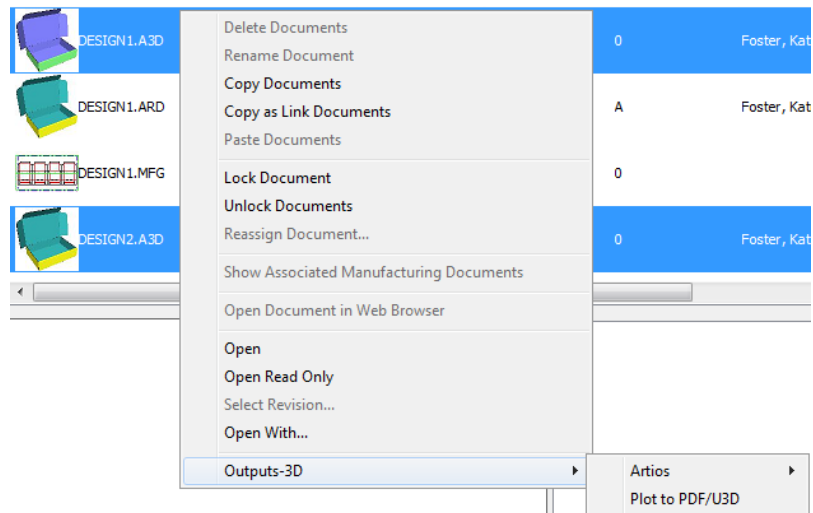 DESIGN1.A3D
0
Foster, Kat
DESIGN1.ARD
A
Foster, Kat
DESIGN1.MFG
0
DESIGN2.A3D
0
Foster, Kat
Delete Documents
Rename Document
Copy Documents
Copy as Link Documents
Paste Documents
Lock Document
Unlock Documents
Reassign Document...
Show Associated Manufacturing Documents
Open Document in Web Browser
Open
Open Read Only
Select Revision...
Open With...
Outputs-3D
Artios
Plot to PDF/U3D